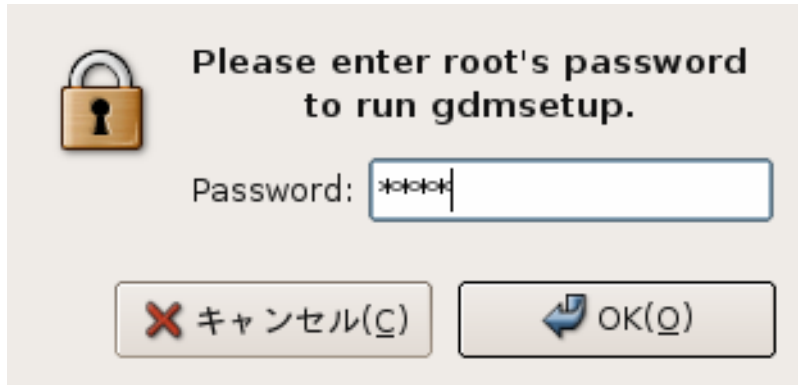 Please enter root's password
to run gdmsetup.
Password: ****
キャンセル(C) OK(O)